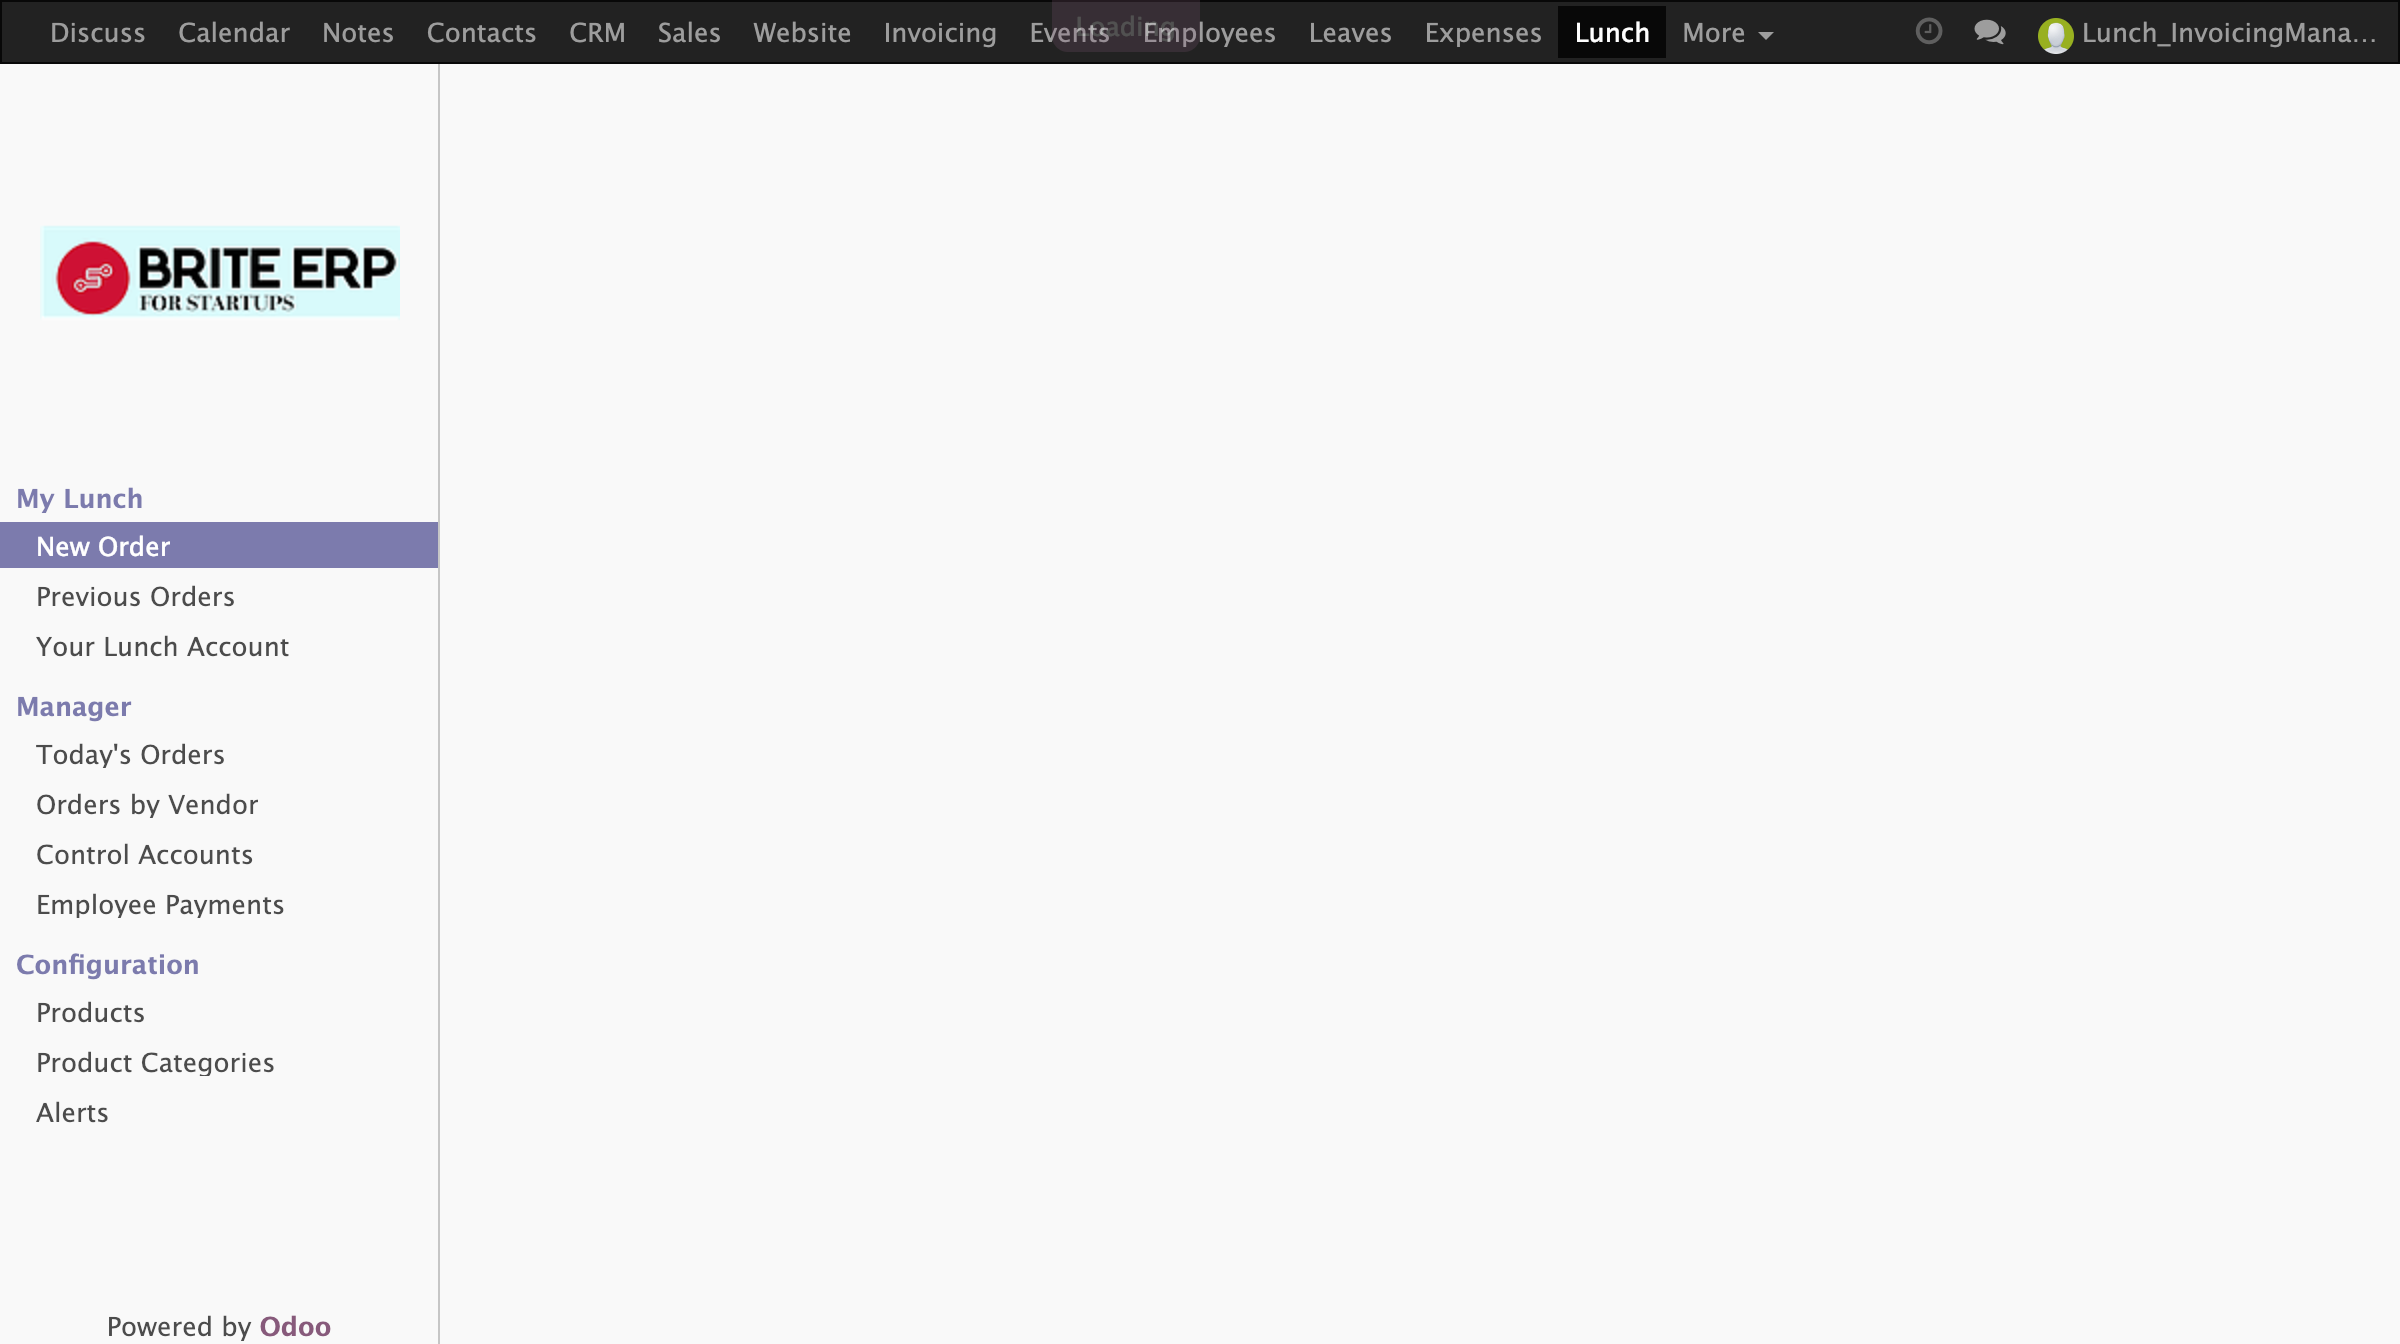 Discuss Calendar Notes Contacts CRM Sales Website Invoicing Events Employees Leaves Expenses Lunch More Lunch_InvoicingMana...
Loading
BRITE ERP
FOR STARTUPS
My Lunch
New Order
Previous Orders
Your Lunch Account
Manager
Today's Orders
Orders by Vendor
Control Accounts
Employee Payments
Configuration
Products
Product Categories
Alerts
Powered by Odoo